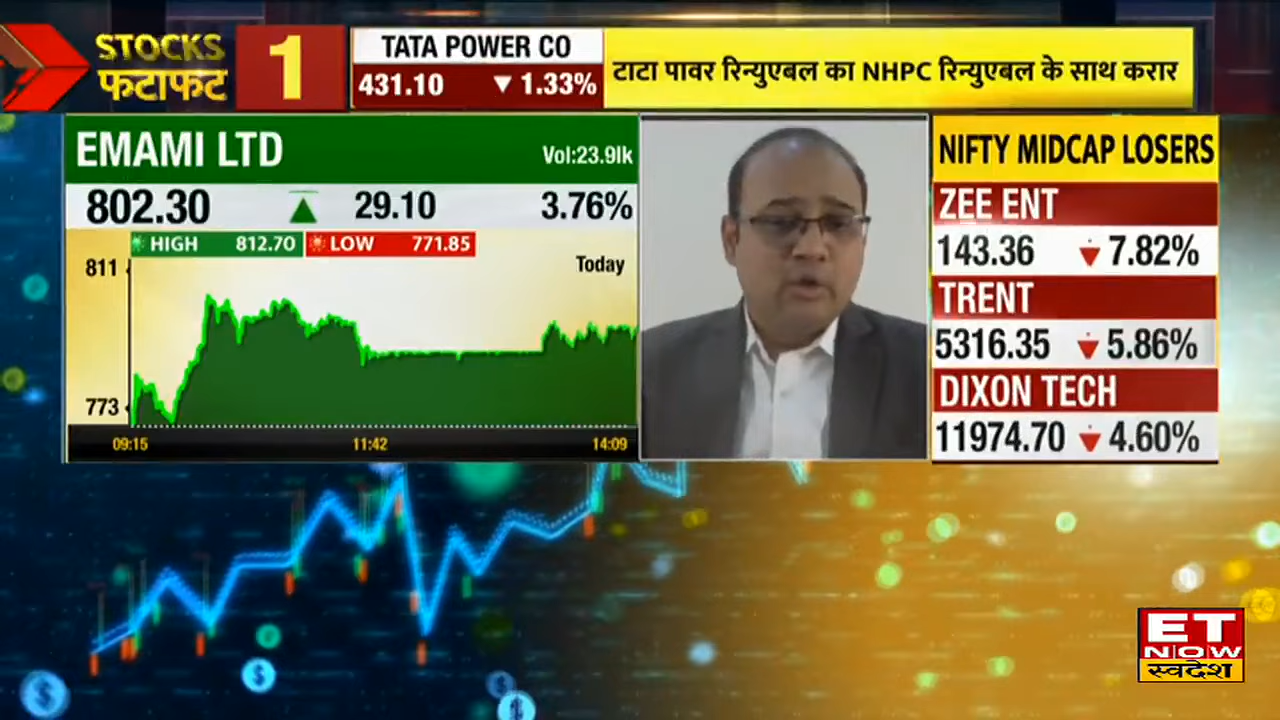 STOCKS
फटाफट
1
TATA POWER CO
431.10 ▼ 1.33%
टाटा पावर रिन्युएबल का NHPC रिन्युएबल के साथ करार
EMAMI LTD
Vol:23.9lk
802.30 ▲ 29.10 3.76%
HIGH 812.70 LOW 771.85
Today
811
773
09:15 11:42 14:09
NIFTY MIDCAP LOSERS
ZEE ENT
143.36 ▼ 7.82%
TRENT
5316.35 ▼ 5.86%
DIXON TECH
11974.70 ▼ 4.60%
ET
NOW
स्वदेश